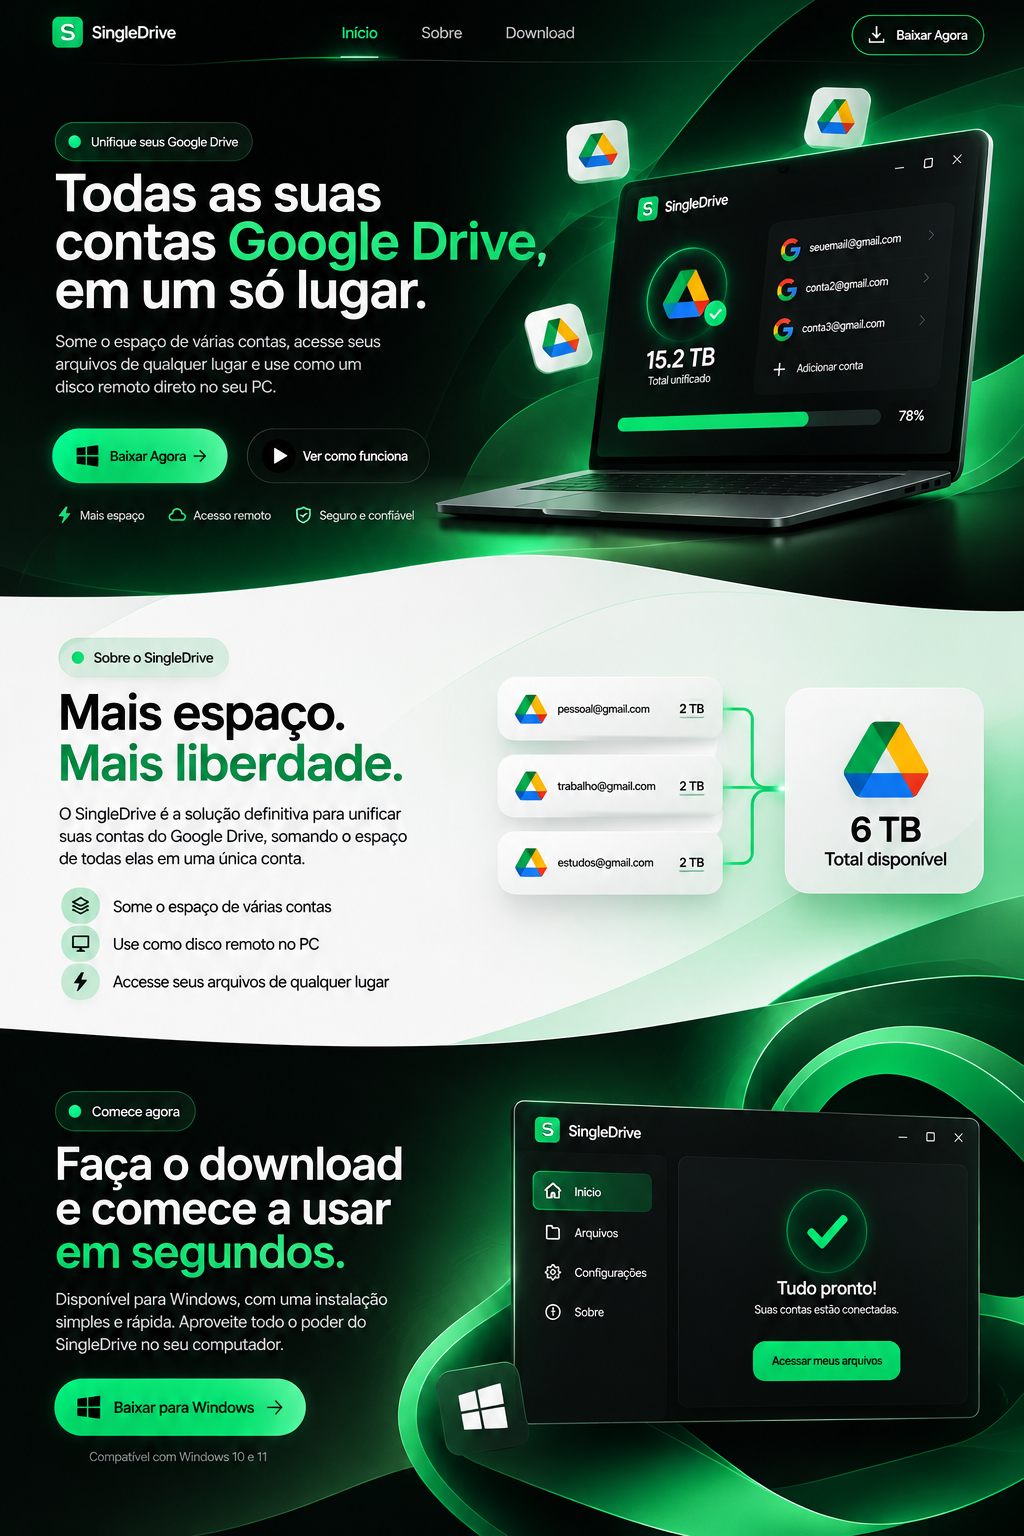 S SingleDrive
Início
Sobre
Download
Baixar Agora
Unifique seus Google Drive
Todas as suas
contas Google Drive,
em um só lugar.
Some o espaço de várias contas, acesse seus
arquivos de qualquer lugar e use como um
disco remoto direto no seu PC.
Baixar Agora
Ver como funciona
Mais espaço
Acesso remoto
Seguro e confiável
S SingleDrive
15.2 TB
Total unificado
seuemail@gmail.com
conta2@gmail.com
conta3@gmail.com
Adicionar conta
78%
Sobre o SingleDrive
Mais espaço.
Mais liberdade.
O SingleDrive é a solução definitiva para unificar
suas contas do Google Drive, somando o espaço
de todas elas em uma única conta.
Some o espaço de várias contas
Use como disco remoto no PC
Accesse seus arquivos de qualquer lugar
pessoal@gmail.com 2 TB
trabalho@gmail.com 2 TB
estudos@gmail.com 2 TB
6 TB
Total disponível
Comece agora
Faça o download
e comece a usar
em segundos.
Disponível para Windows, com uma instalação
simples e rápida. Aproveite todo o poder do
SingleDrive no seu computador.
Baixar para Windows
Compatível com Windows 10 e 11
S SingleDrive
Inicio
Arquivos
Configurações
Sobre
Tudo pronto!
Suas contas estão conectadas.
Acessar meus arquivos